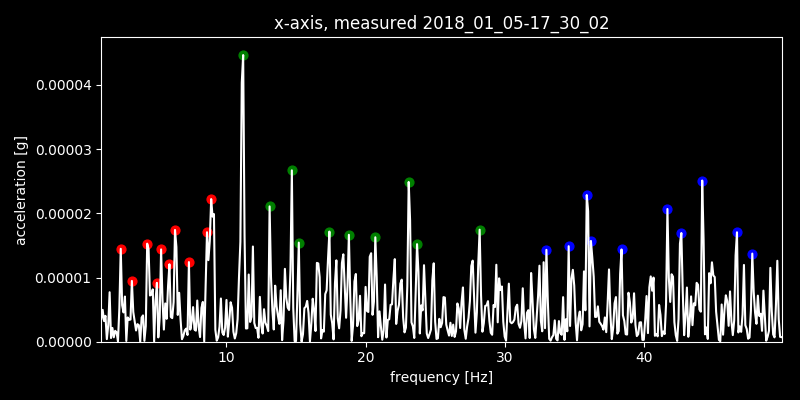 x-axis, measured 2018_01_05-17_30_02
acceleration [g]
0.00004
0.00003
0.00002
0.00001
0.00000
10 20 30 40
frequency [Hz]